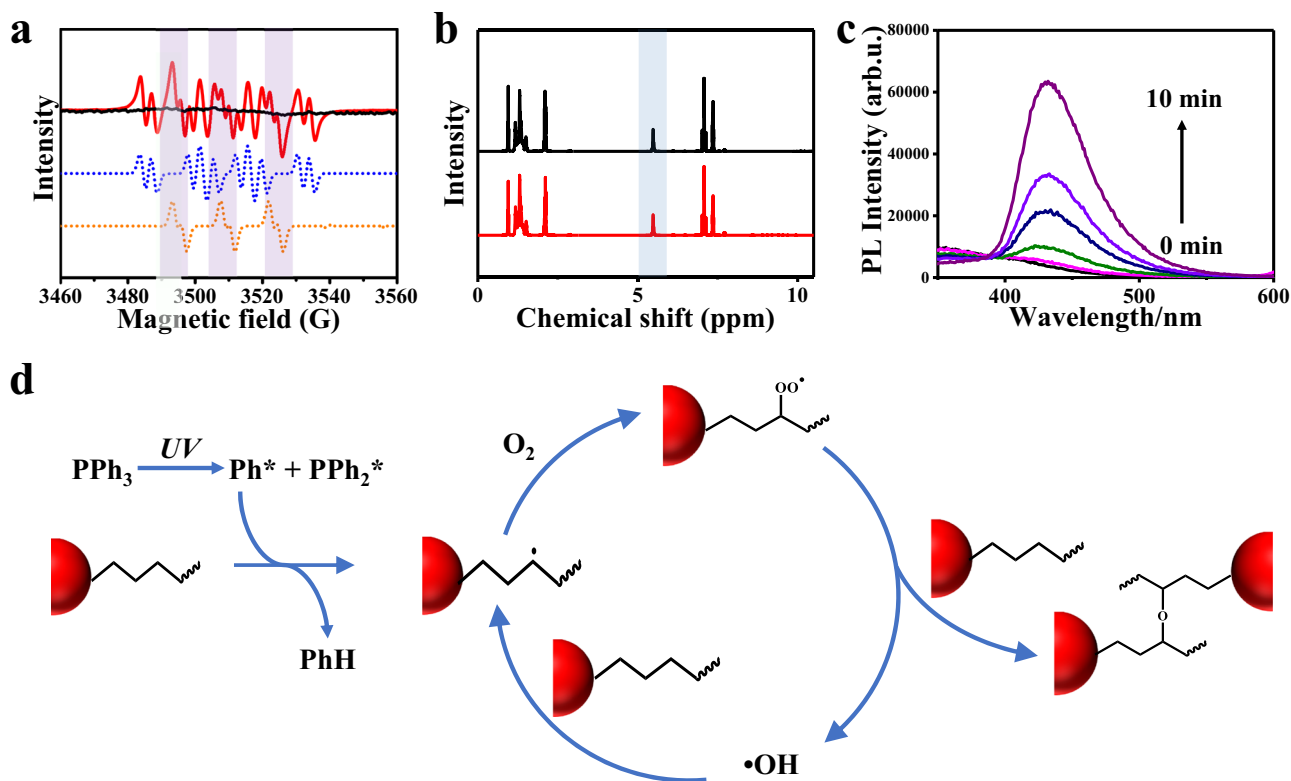 a
Intensity
3460 3480 3500 3520 3540 3560
Magnetic field (G)
b
Intensity
0 5 10
Chemical shift (ppm)
c
PL Intensity (arb.u.)
80000
60000
40000
20000
0
10 min
0 min
400 500 600
Wavelength/nm
d
PPh3
UV
Ph* + PPh2*
PhH
O2
OO•
•
•OH
O